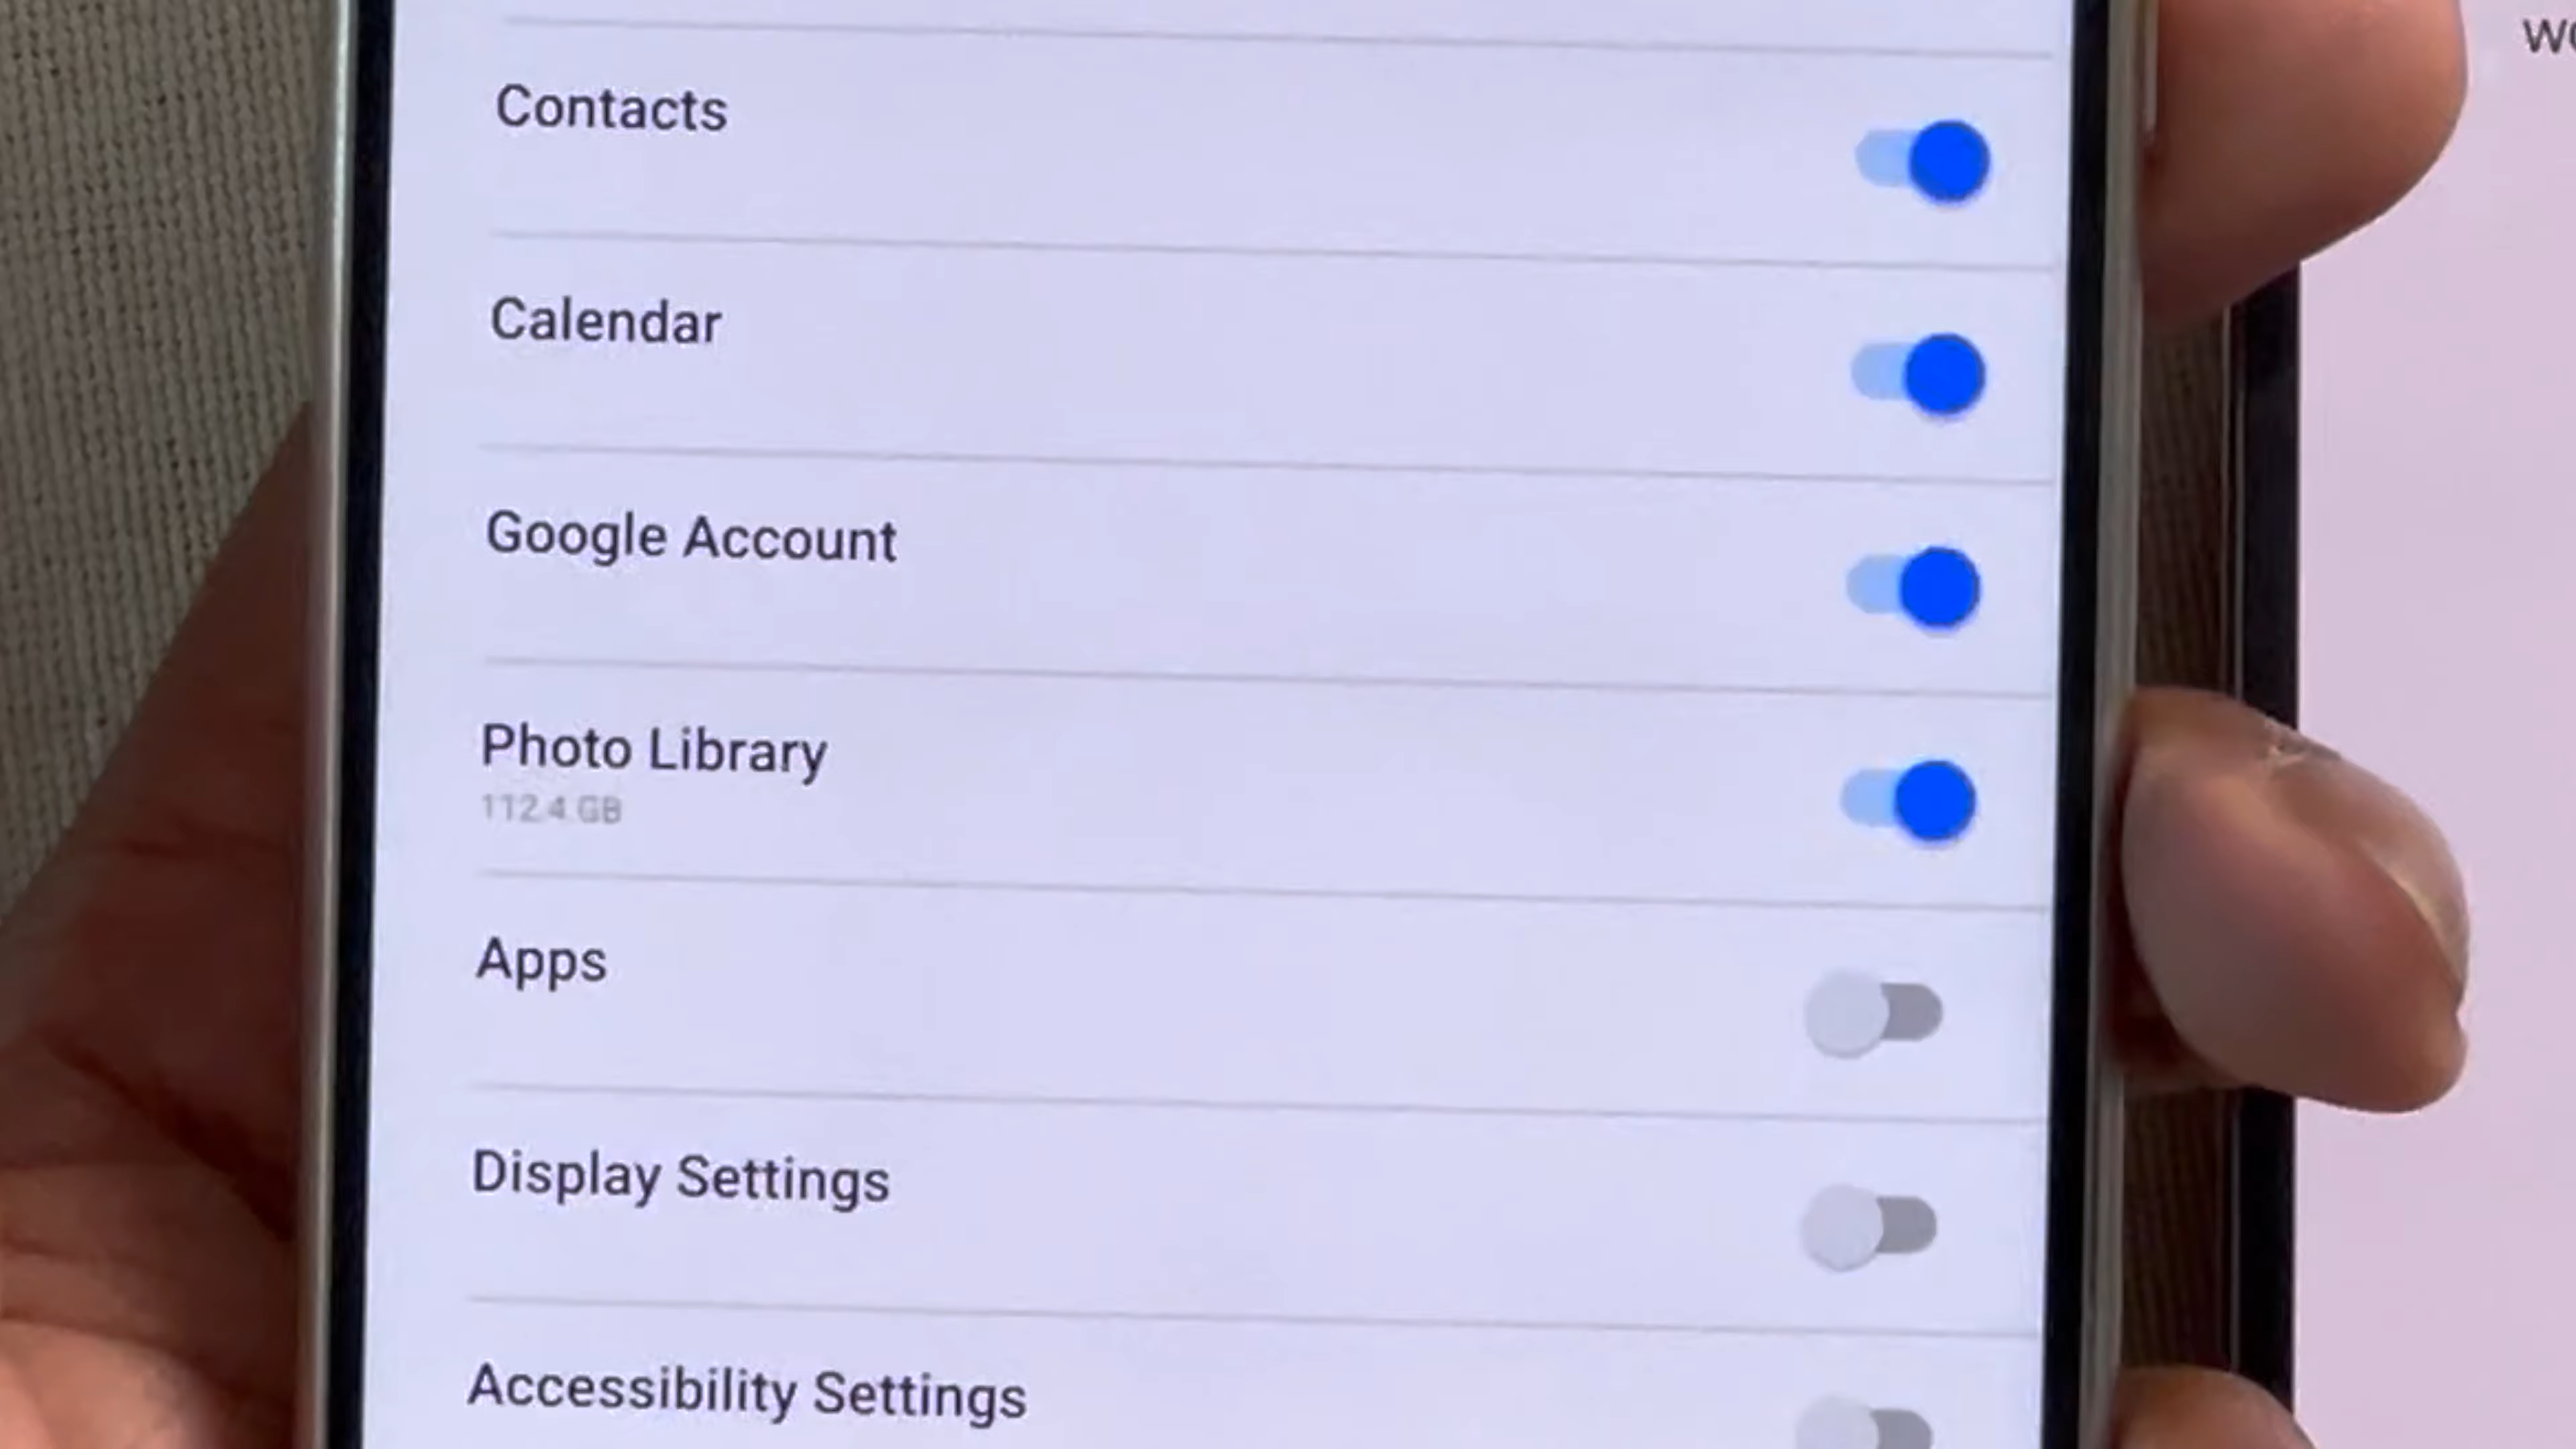 Contacts
Calendar
Google Account
Photo Library
112.4 GB
Apps
Display Settings
Accessibility Settings